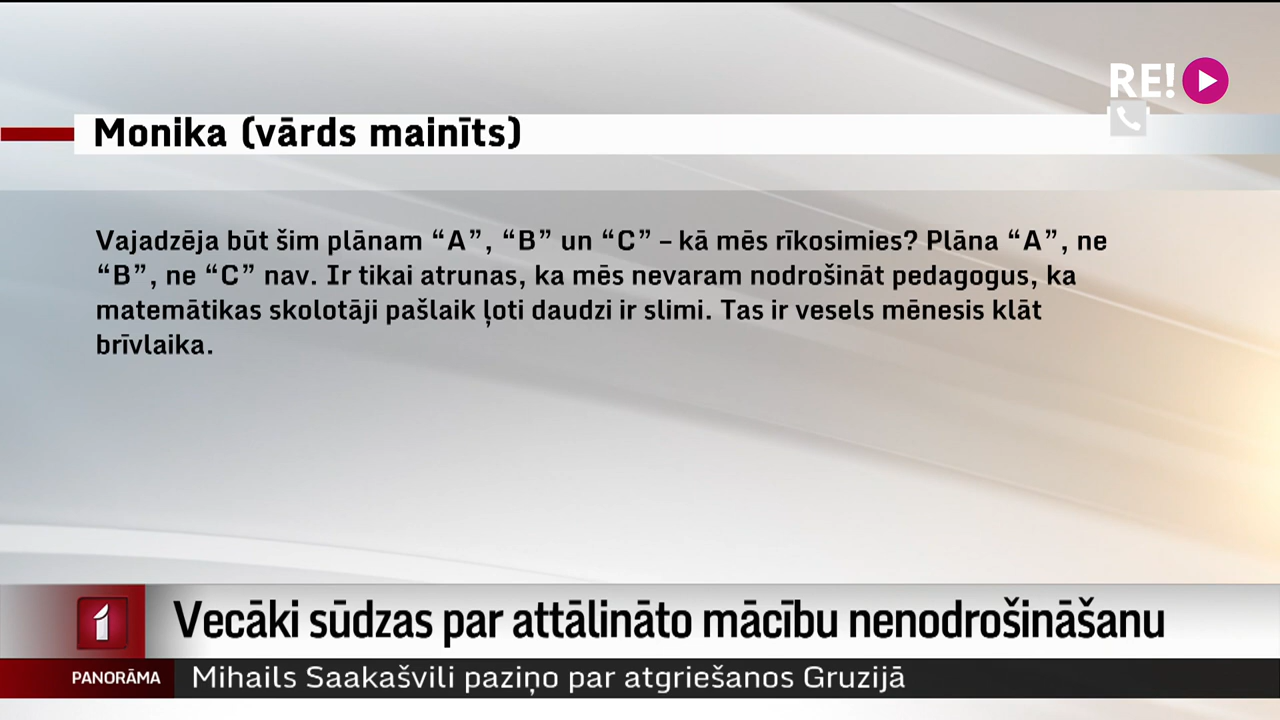 RE!
Monika (vārds mainīts)
Vajadzēja būt šim plānam “A”, “B” un “C” – kā mēs rīkosimies? Plāna “A”, ne
“B”, ne “C” nav. Ir tikai atrunas, ka mēs nevaram nodrošināt pedagogus, ka
matemātikas skolotāji pašlaik ļoti daudzi ir slimi. Tas ir vesels mēnesis klāt
brīvlaika.
1
Vecāki sūdzas par attālināto mācību nenodrošināšanu
PANORĀMA
Mihails Saakašvili paziņo par atgriešanos Gruzijā